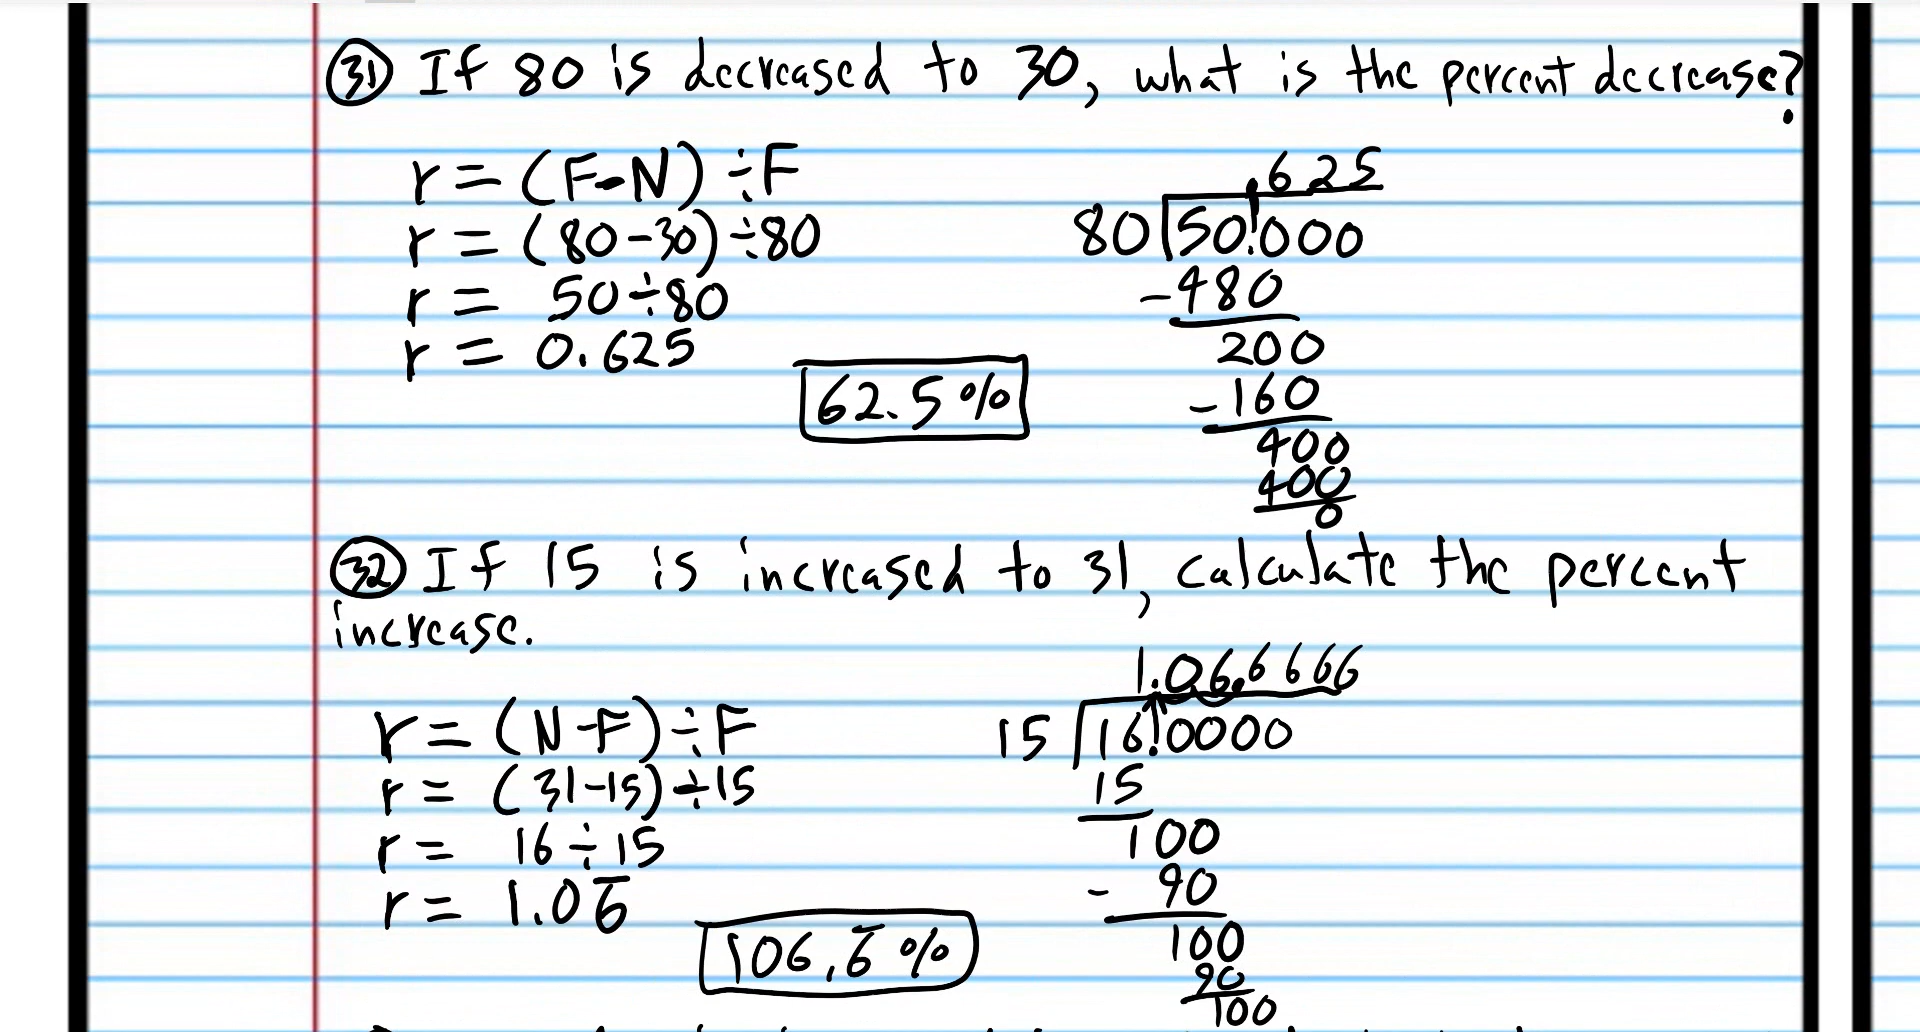 31 If 80 is decreased to 30, what is the percent decrease?
r = (F-N) ÷ F
r = (80-30) ÷ 80
r = 50 ÷ 80
r = 0.625
62.5%
.625
80 50.000
-480
200
-160
400
400
0
32 If 15 is increased to 31, calculate the percent
increase.
r = (N-F) ÷ F
r = (31-15) ÷ 15
r = 16 ÷ 15
r = 1.06̅
106.6̅%
1.06.6666
15 16.0000
15
100
- 90
100
90
100